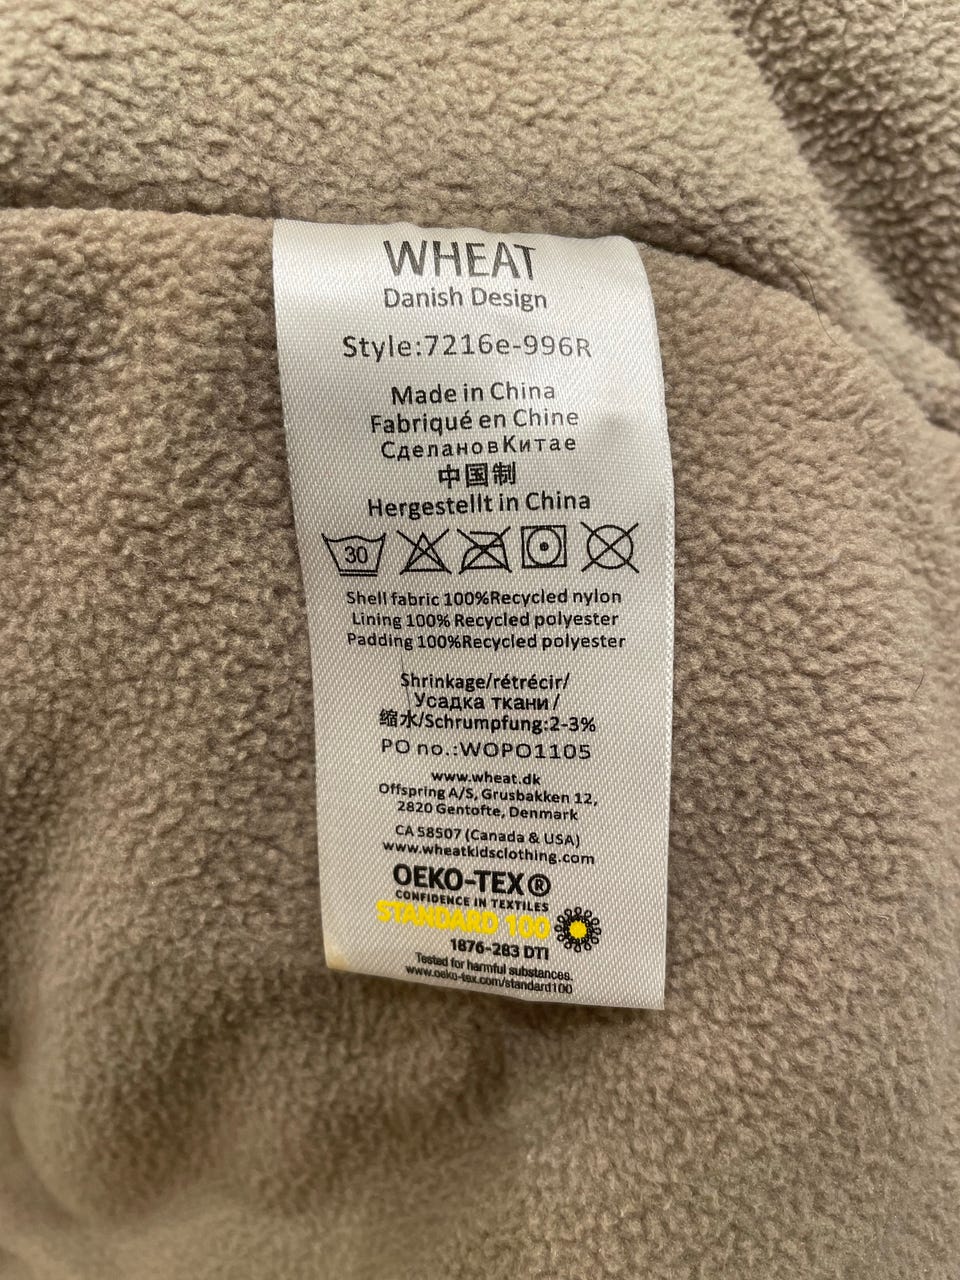 WHEAT
Danish Design
Style:7216e-996R
Made in China
Fabriqué en Chine
СделановКитае
中国制
Hergestellt in China
30
Shell fabric 100%Recycled nylon
Lining 100% Recycled polyester
Padding 100%Recycled polyester
Shrinkage/rétrécir/
Усадка ткани/
缩水/Schrumpfung:2-3%
PO no.:WOPO1105
www.wheat.dk
Offspring A/S, Grusbakken 12,
2820 Gentofte, Denmark
CA 58507 (Canada & USA)
www.wheatkidsclothing.com
OEKO-TEX®
CONFIDENCE IN TEXTILES
STANDARD 100
1876-283 DTI
Tested for harmful substances.
www.oeko-tex.com/standard100